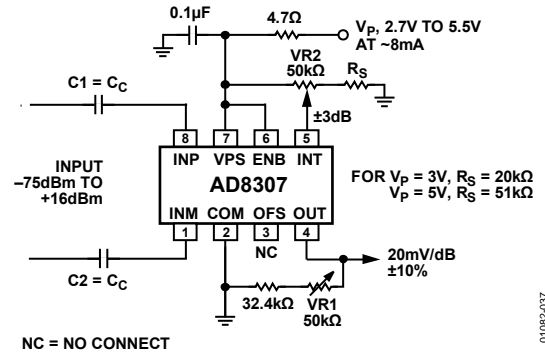 0.1µF
4.7Ω
VP, 2.7V TO 5.5V
AT ~8mA
VR2
50kΩ
RS
C1 = CC
±3dB
8 7 6 5
INP VPS ENB INT
INPUT
–75dBm TO
+16dBm
AD8307
FOR VP = 3V, RS = 20kΩ
VP = 5V, RS = 51kΩ
INM COM OFS OUT
1 2 3 4
NC
20mV/dB
±10%
C2 = CC
32.4kΩ
VR1
50kΩ
NC = NO CONNECT
01082-037